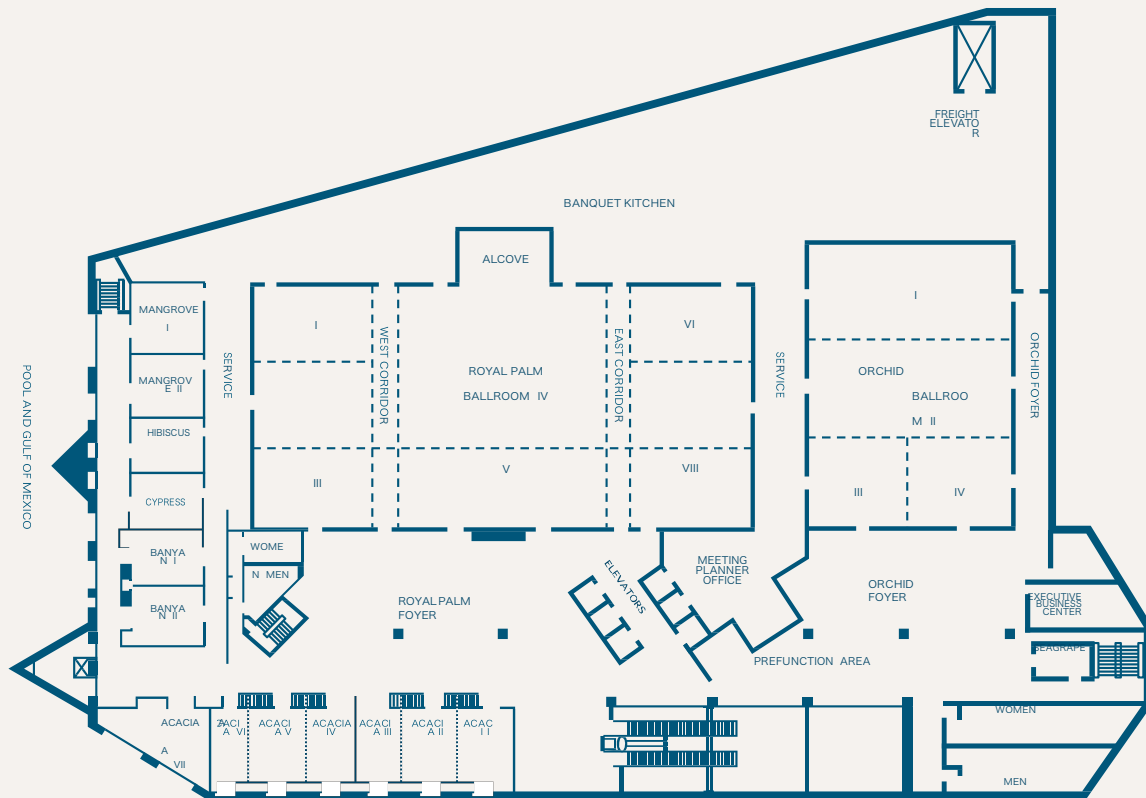 FREIGHT
ELEVATO
R
BANQUET KITCHEN
ALCOVE
MANGROVE
I
MANGROV
E II
HIBISCUS
CYPRESS
BANYA
N I
BANYA
N II
POOL AND GULF OF MEXICO
SERVICE
I
III
WEST CORRIDOR
ROYAL PALM
BALLROOM IV
V
EAST CORRIDOR
VI
VIII
SERVICE
I
ORCHID
BALLROO
M II
III
IV
ORCHID FOYER
WOME
N MEN
ROYAL PALM
FOYER
ELEVATORS
MEETING
PLANNER
OFFICE
ORCHID
FOYER
PREFUNCTION AREA
EXECUTIVE
BUSINESS
CENTER
SEAGRAPE
WOMEN
MEN
ACACIA
A
VII
ACACI
A VI
ACACI
A V
ACACIA
IV
ACACI
A III
ACACI
A II
ACAC
I I